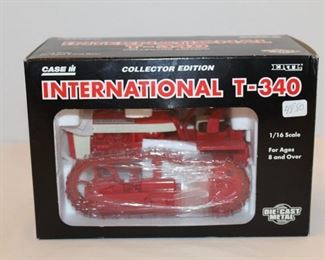 CASE IH
COLLECTOR EDITION
ERTL
INTERNATIONAL T-340
1/16 Scale
For Ages
8 and Over
DIE-CAST
METAL